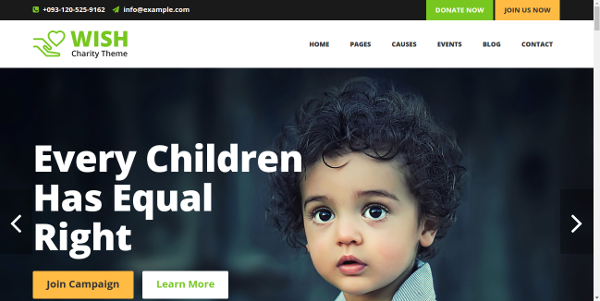 +093-120-525-9162 info@example.com DONATE NOW JOIN US NOW
WISH
Charity Theme
HOME PAGES CAUSES EVENTS BLOG CONTACT
Every Children
Has Equal
Right
Join Campaign Learn More